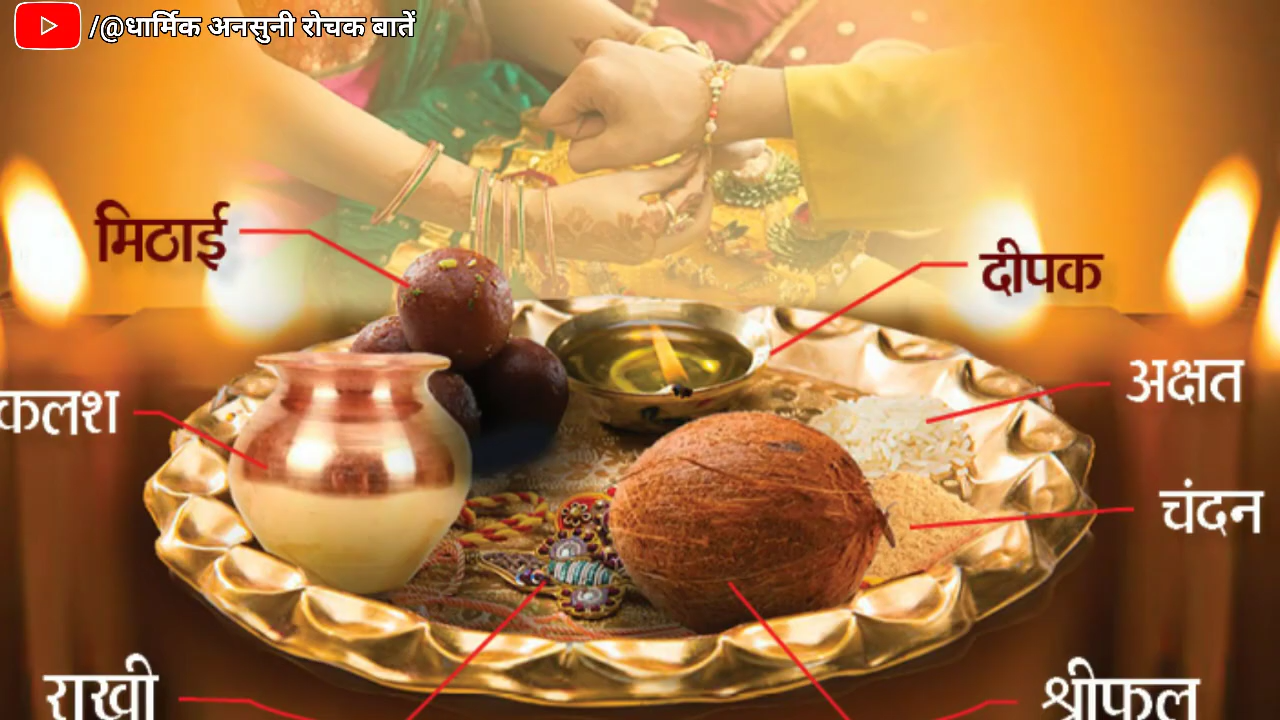 /@धार्मिक अनसुनी रोचक बातें
मिठाई
दीपक
अक्षत
कलश
चंदन
राखी
श्रीफल